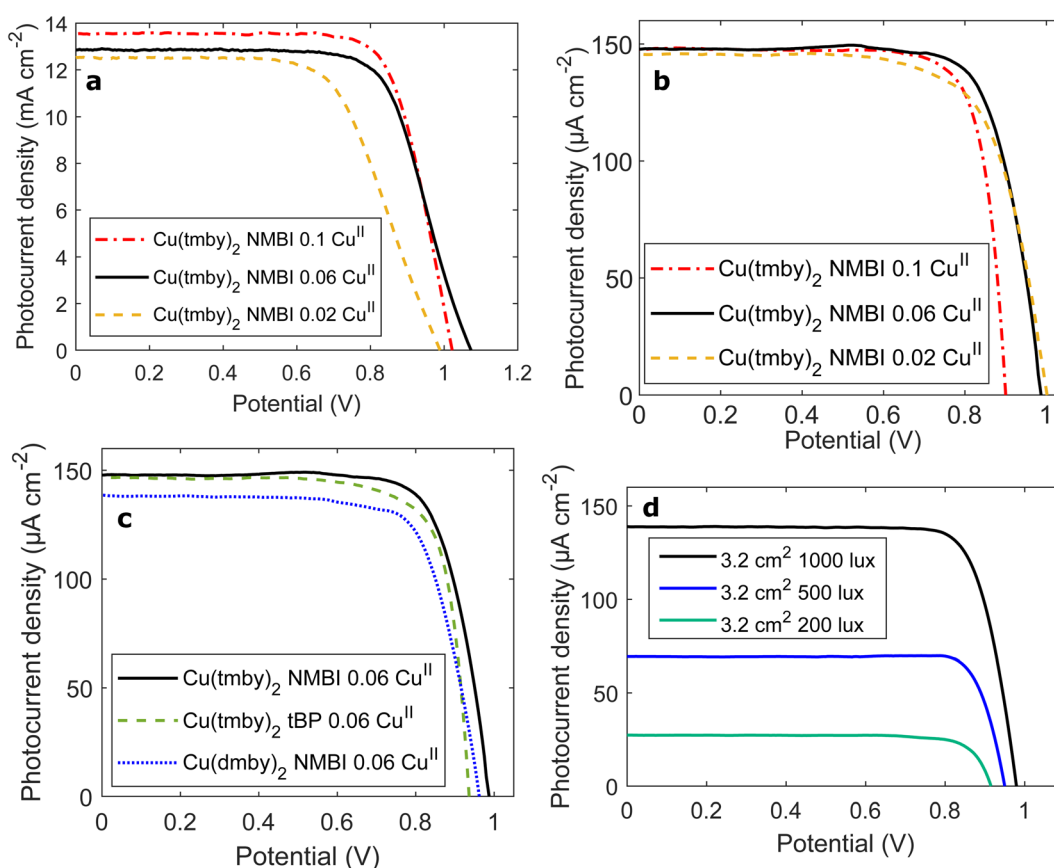 a
Photocurrent density (mA cm⁻²)
14
12
10
8
6
4
2
0
0 0.2 0.4 0.6 0.8 1 1.2
Potential (V)
Cu(tmby)₂ NMBI 0.1 Cuᴵᴵ
Cu(tmby)₂ NMBI 0.06 Cuᴵᴵ
Cu(tmby)₂ NMBI 0.02 Cuᴵᴵ
b
Photocurrent density (µA cm⁻²)
150
100
50
0
0 0.2 0.4 0.6 0.8 1
Potential (V)
Cu(tmby)₂ NMBI 0.1 Cuᴵᴵ
Cu(tmby)₂ NMBI 0.06 Cuᴵᴵ
Cu(tmby)₂ NMBI 0.02 Cuᴵᴵ
c
Photocurrent density (µA cm⁻²)
150
100
50
0
0 0.2 0.4 0.6 0.8 1
Potential (V)
Cu(tmby)₂ NMBI 0.06 Cuᴵᴵ
Cu(tmby)₂ tBP 0.06 Cuᴵᴵ
Cu(dmby)₂ NMBI 0.06 Cuᴵᴵ
d
Photocurrent density (µA cm⁻²)
150
100
50
0
0 0.2 0.4 0.6 0.8 1
Potential (V)
3.2 cm² 1000 lux
3.2 cm² 500 lux
3.2 cm² 200 lux